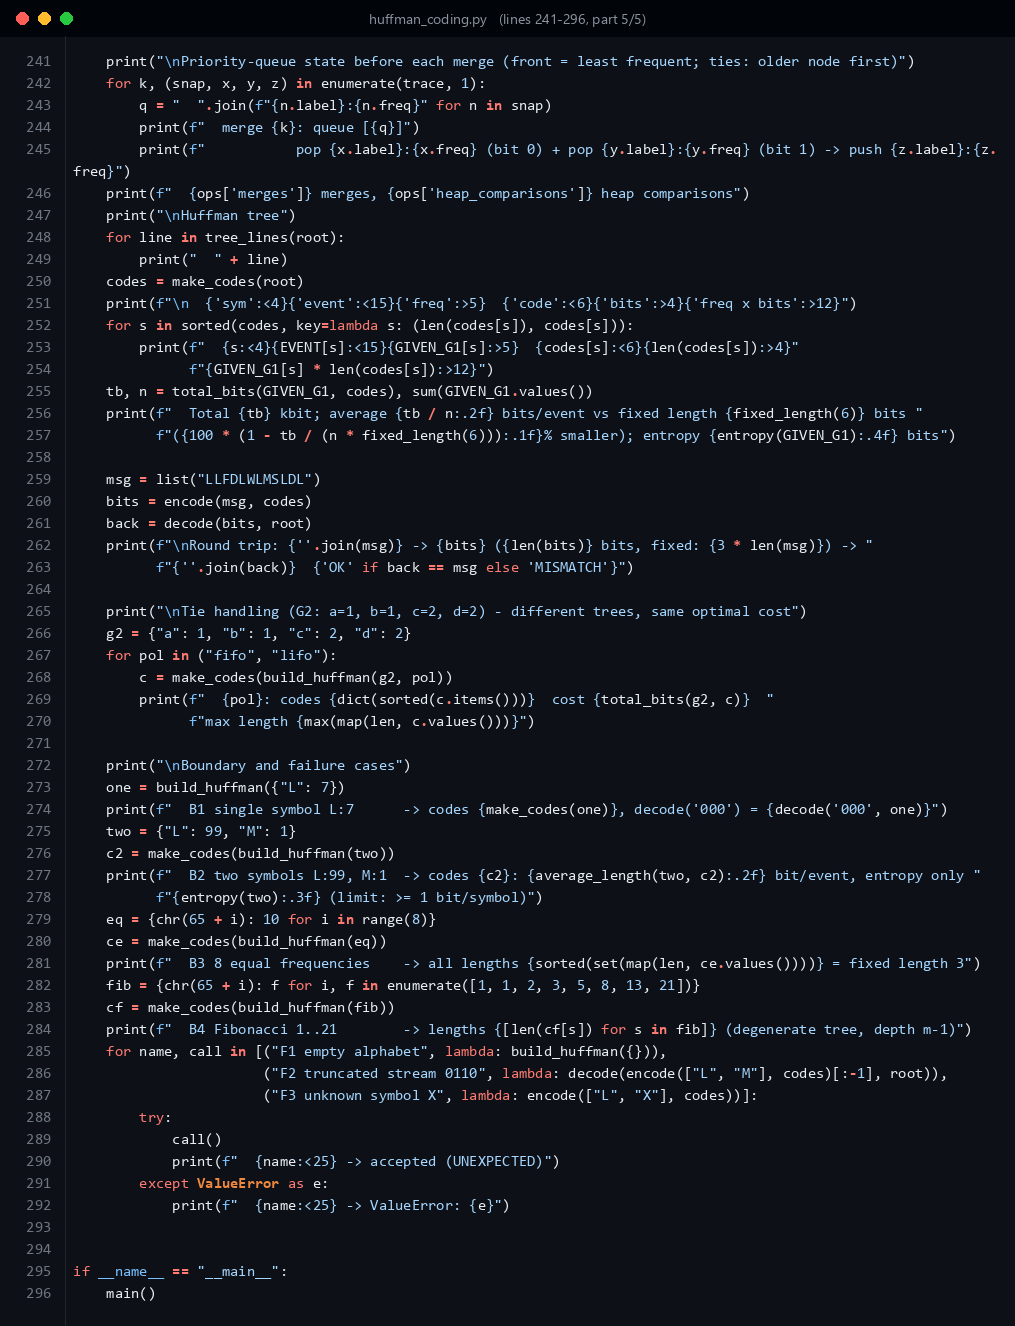 huffman_coding.py   (lines 241-296, part 5/5)
241    print("\nPriority-queue state before each merge (front = least frequent; ties: older node first)")
242    for k, (snap, x, y, z) in enumerate(trace, 1):
243        q = "  ".join(f"{n.label}:{n.freq}" for n in snap)
244        print(f"  merge {k}: queue [{q}]")
245        print(f"           pop {x.label}:{x.freq} (bit 0) + pop {y.label}:{y.freq} (bit 1) -> push {z.label}:{z.
freq}")
246    print(f"  {ops['merges']} merges, {ops['heap_comparisons']} heap comparisons")
247    print("\nHuffman tree")
248    for line in tree_lines(root):
249        print("  " + line)
250    codes = make_codes(root)
251    print(f"\n  {'sym':<4}{'event':<15}{'freq':>5}  {'code':<6}{'bits':>4}{'freq x bits':>12}")
252    for s in sorted(codes, key=lambda s: (len(codes[s]), codes[s])):
253        print(f"  {s:<4}{EVENT[s]:<15}{GIVEN_G1[s]:>5}  {codes[s]:<6}{len(codes[s]):>4}"
254              f"{GIVEN_G1[s] * len(codes[s]):>12}")
255    tb, n = total_bits(GIVEN_G1, codes), sum(GIVEN_G1.values())
256    print(f"  Total {tb} kbit; average {tb / n:.2f} bits/event vs fixed length {fixed_length(6)} bits "
257          f"({100 * (1 - tb / (n * fixed_length(6))):.1f}% smaller); entropy {entropy(GIVEN_G1):.4f} bits")
258
259    msg = list("LLFDLWLMSLDL")
260    bits = encode(msg, codes)
261    back = decode(bits, root)
262    print(f"\nRound trip: {''.join(msg)} -> {bits} ({len(bits)} bits, fixed: {3 * len(msg)}) -> "
263          f"{''.join(back)}  {'OK' if back == msg else 'MISMATCH'}")
264
265    print("\nTie handling (G2: a=1, b=1, c=2, d=2) - different trees, same optimal cost")
266    g2 = {"a": 1, "b": 1, "c": 2, "d": 2}
267    for pol in ("fifo", "lifo"):
268        c = make_codes(build_huffman(g2, pol))
269        print(f"  {pol}: codes {dict(sorted(c.items()))}  cost {total_bits(g2, c)}  "
270              f"max length {max(map(len, c.values()))}")
271
272    print("\nBoundary and failure cases")
273    one = build_huffman({"L": 7})
274    print(f"  B1 single symbol L:7      -> codes {make_codes(one)}, decode('000') = {decode('000', one)}")
275    two = {"L": 99, "M": 1}
276    c2 = make_codes(build_huffman(two))
277    print(f"  B2 two symbols L:99, M:1  -> codes {c2}: {average_length(two, c2):.2f} bit/event, entropy only "
278          f"{entropy(two):.3f} (limit: >= 1 bit/symbol)")
279    eq = {chr(65 + i): 10 for i in range(8)}
280    ce = make_codes(build_huffman(eq))
281    print(f"  B3 8 equal frequencies    -> all lengths {sorted(set(map(len, ce.values())))} = fixed length 3")
282    fib = {chr(65 + i): f for i, f in enumerate([1, 1, 2, 3, 5, 8, 13, 21])}
283    cf = make_codes(build_huffman(fib))
284    print(f"  B4 Fibonacci 1..21        -> lengths {[len(cf[s]) for s in fib]} (degenerate tree, depth m-1)")
285    for name, call in [("F1 empty alphabet", lambda: build_huffman({})),
286                       ("F2 truncated stream 0110", lambda: decode(encode(["L", "M"], codes)[:-1], root)),
287                       ("F3 unknown symbol X", lambda: encode(["L", "X"], codes))]:
288        try:
289            call()
290            print(f"  {name:<25} -> accepted (UNEXPECTED)")
291        except ValueError as e:
292            print(f"  {name:<25} -> ValueError: {e}")
293
294
295 if __name__ == "__main__":
296    main()